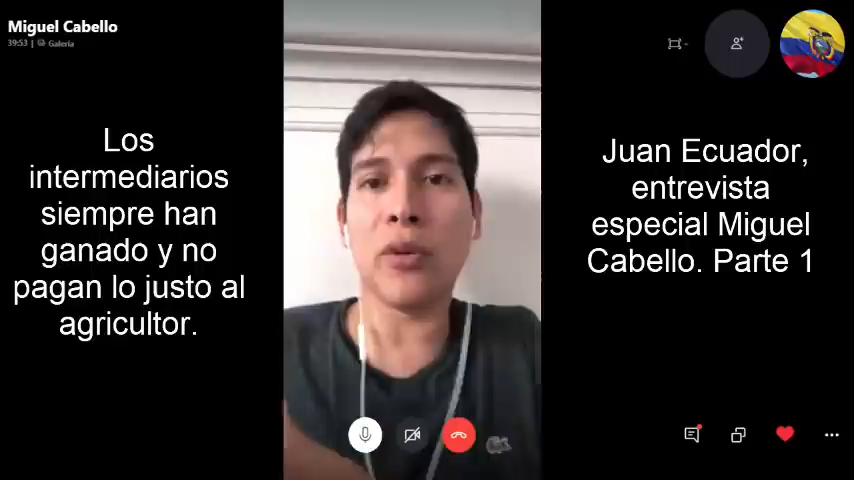 Miguel Cabello
39:53 | Galería
Los
intermediarios
siempre han
ganado y no
pagan lo justo al
agricultor.
Juan Ecuador,
entrevista
especial Miguel
Cabello. Parte 1